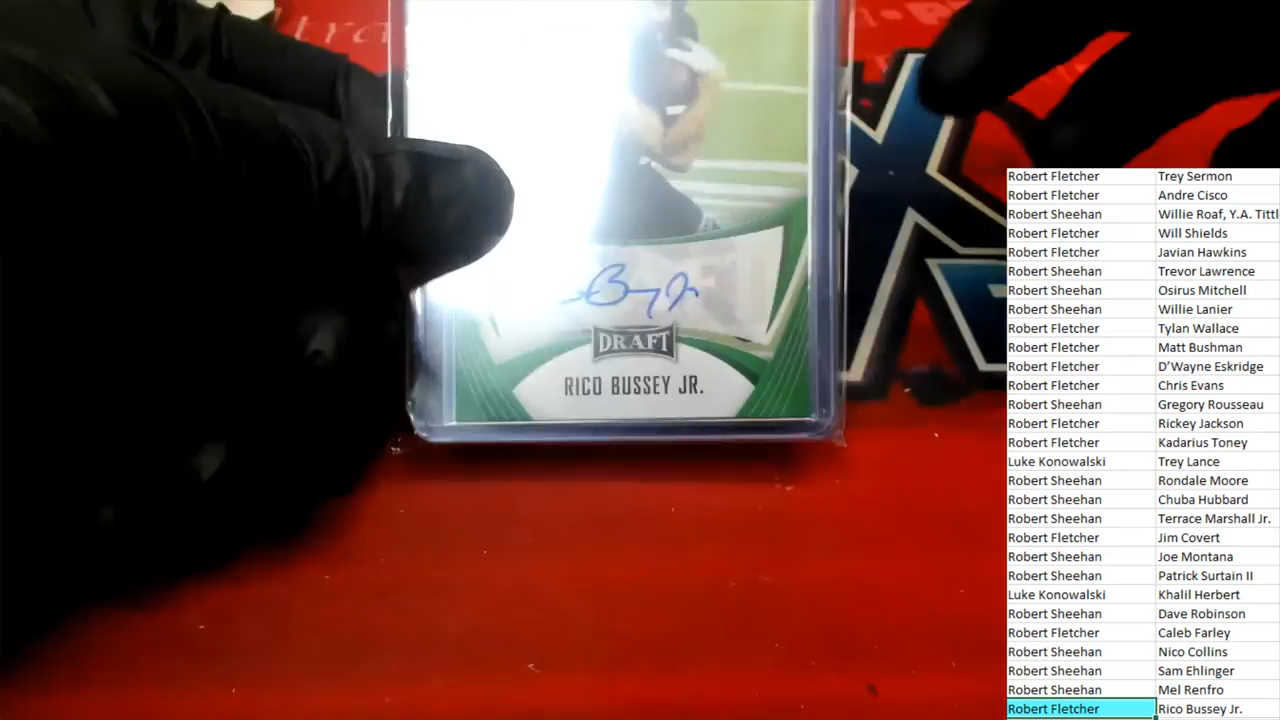 DRAFT
RICO BUSSEY JR.
Robert Fletcher Trey Sermon
Robert Fletcher Andre Cisco
Robert Sheehan Willie Roaf, Y.A. Tittl
Robert Fletcher Will Shields
Robert Fletcher Javian Hawkins
Robert Sheehan Trevor Lawrence
Robert Sheehan Osirus Mitchell
Robert Sheehan Willie Lanier
Robert Fletcher Tylan Wallace
Robert Fletcher Matt Bushman
Robert Fletcher D'Wayne Eskridge
Robert Fletcher Chris Evans
Robert Sheehan Gregory Rousseau
Robert Fletcher Rickey Jackson
Robert Fletcher Kadarius Toney
Luke Konowalski Trey Lance
Robert Sheehan Rondale Moore
Robert Sheehan Chuba Hubbard
Robert Sheehan Terrace Marshall Jr.
Robert Fletcher Jim Covert
Robert Sheehan Joe Montana
Robert Sheehan Patrick Surtain II
Luke Konowalski Khalil Herbert
Robert Sheehan Dave Robinson
Robert Fletcher Caleb Farley
Robert Sheehan Nico Collins
Robert Sheehan Sam Ehlinger
Robert Sheehan Mel Renfro
Robert Fletcher Rico Bussey Jr.